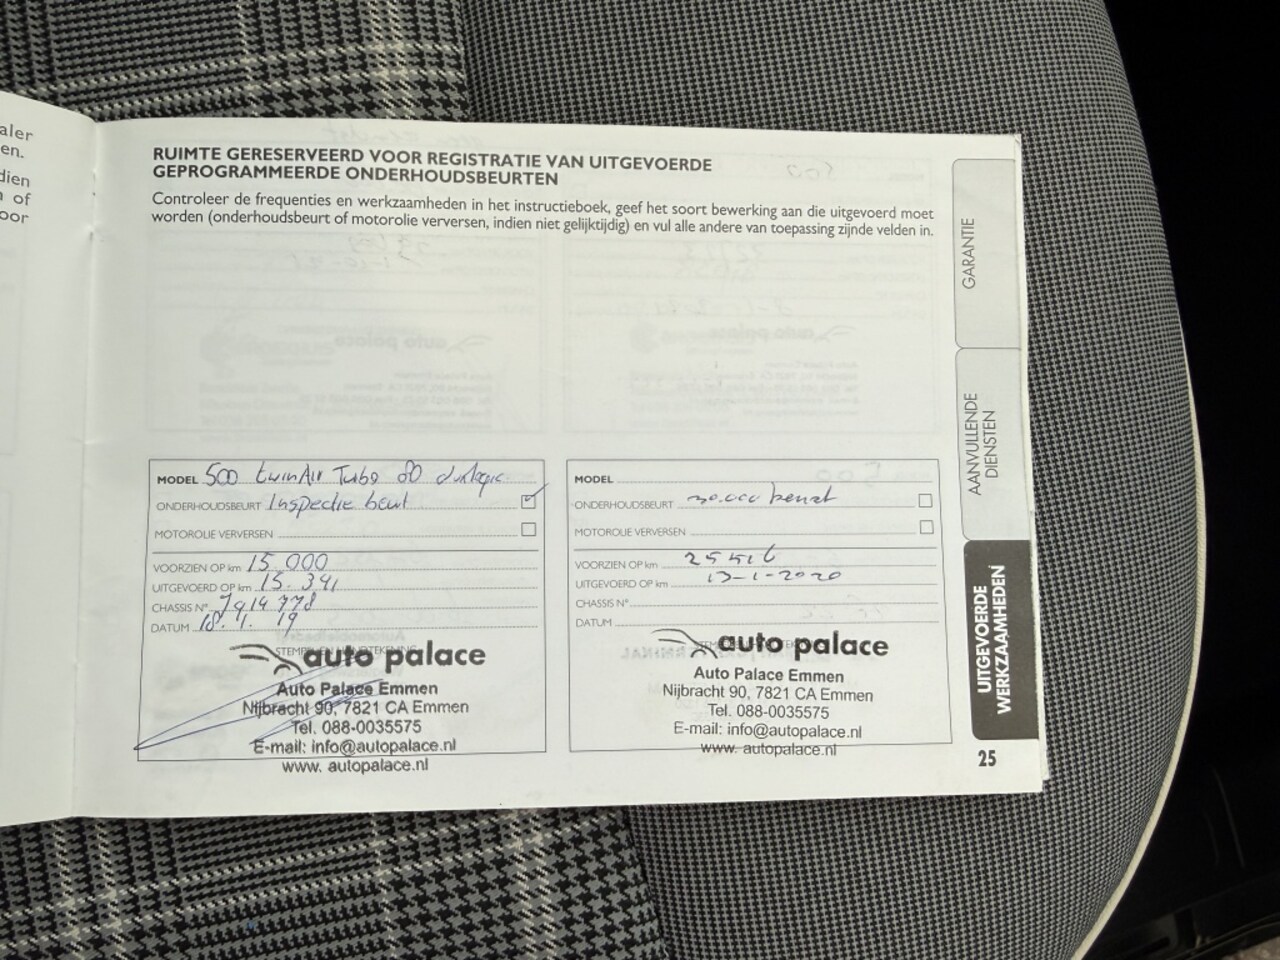 aler
en.
dien
of
oor
RUIMTE GERESERVEERD VOOR REGISTRATIE VAN UITGEVOERDE
GEPROGRAMMEERDE ONDERHOUDSBEURTEN
Controleer de frequenties en werkzaamheden in het instructieboek, geef het soort bewerking aan die uitgevoerd moet
worden (onderhoudsbeurt of motorolie verversen, indien niet gelijktijdig) en vul alle andere van toepassing zijnde velden in.
MODEL 500 twinAir Turbo 80 dualogic
ONDERHOUDSBEURT Inspectie beurt
MOTOROLIE VERVERSEN
VOORZIEN OP km 15.000
UITGEVOERD OP km 15.341
CHASSIS N° 7914778
DATUM 18.1.19
auto palace
Auto Palace Emmen
Nijbracht 90, 7821 CA Emmen
Tel. 088-0035575
E-mail: info@autopalace.nl
www. autopalace.nl
MODEL
ONDERHOUDSBEURT 30.000 beurt
MOTOROLIE VERVERSEN
VOORZIEN OP km
UITGEVOERD OP km 13-1-2020
CHASSIS N°
DATUM
auto palace
Auto Palace Emmen
Nijbracht 90, 7821 CA Emmen
Tel. 088-0035575
E-mail: info@autopalace.nl
www. autopalace.nl
GARANTIE
AANVULLENDE
DIENSTEN
UITGEVOERDE
WERKZAAMHEDEN
25